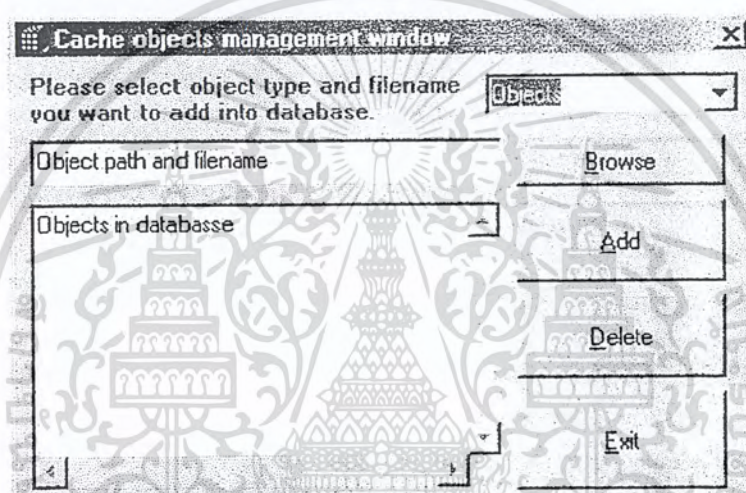 Cache objects management window
Please select object type and filename
you want to add into database.
Objects
Object path and filename
Browse
Objects in databasse
Add
Delete
Exit